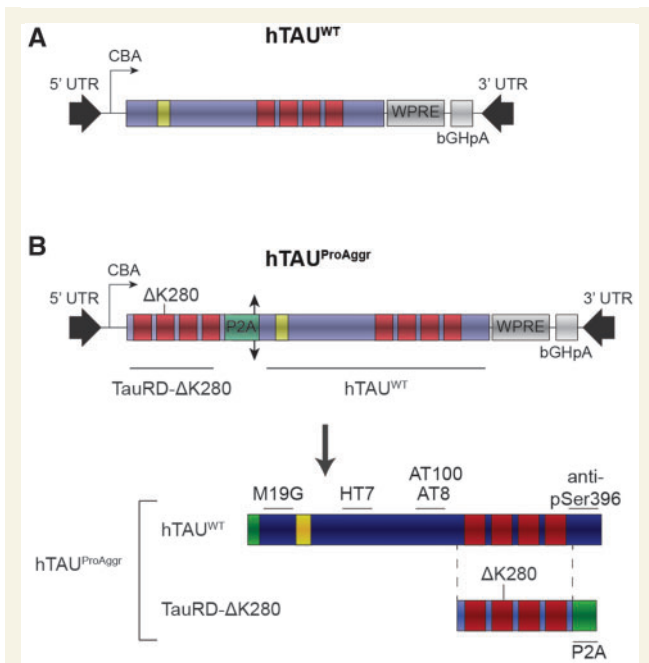 A
hTAU^WT
CBA
5' UTR
3' UTR
WPRE
bGHpA
B
hTAU^ProAggr
CBA
5' UTR
ΔK280
3' UTR
P2A
WPRE
bGHpA
TauRD-ΔK280
hTAU^WT
M19G
HT7
AT100
AT8
anti-
pSer396
hTAU^WT
hTAU^ProAggr
ΔK280
TauRD-ΔK280
P2A